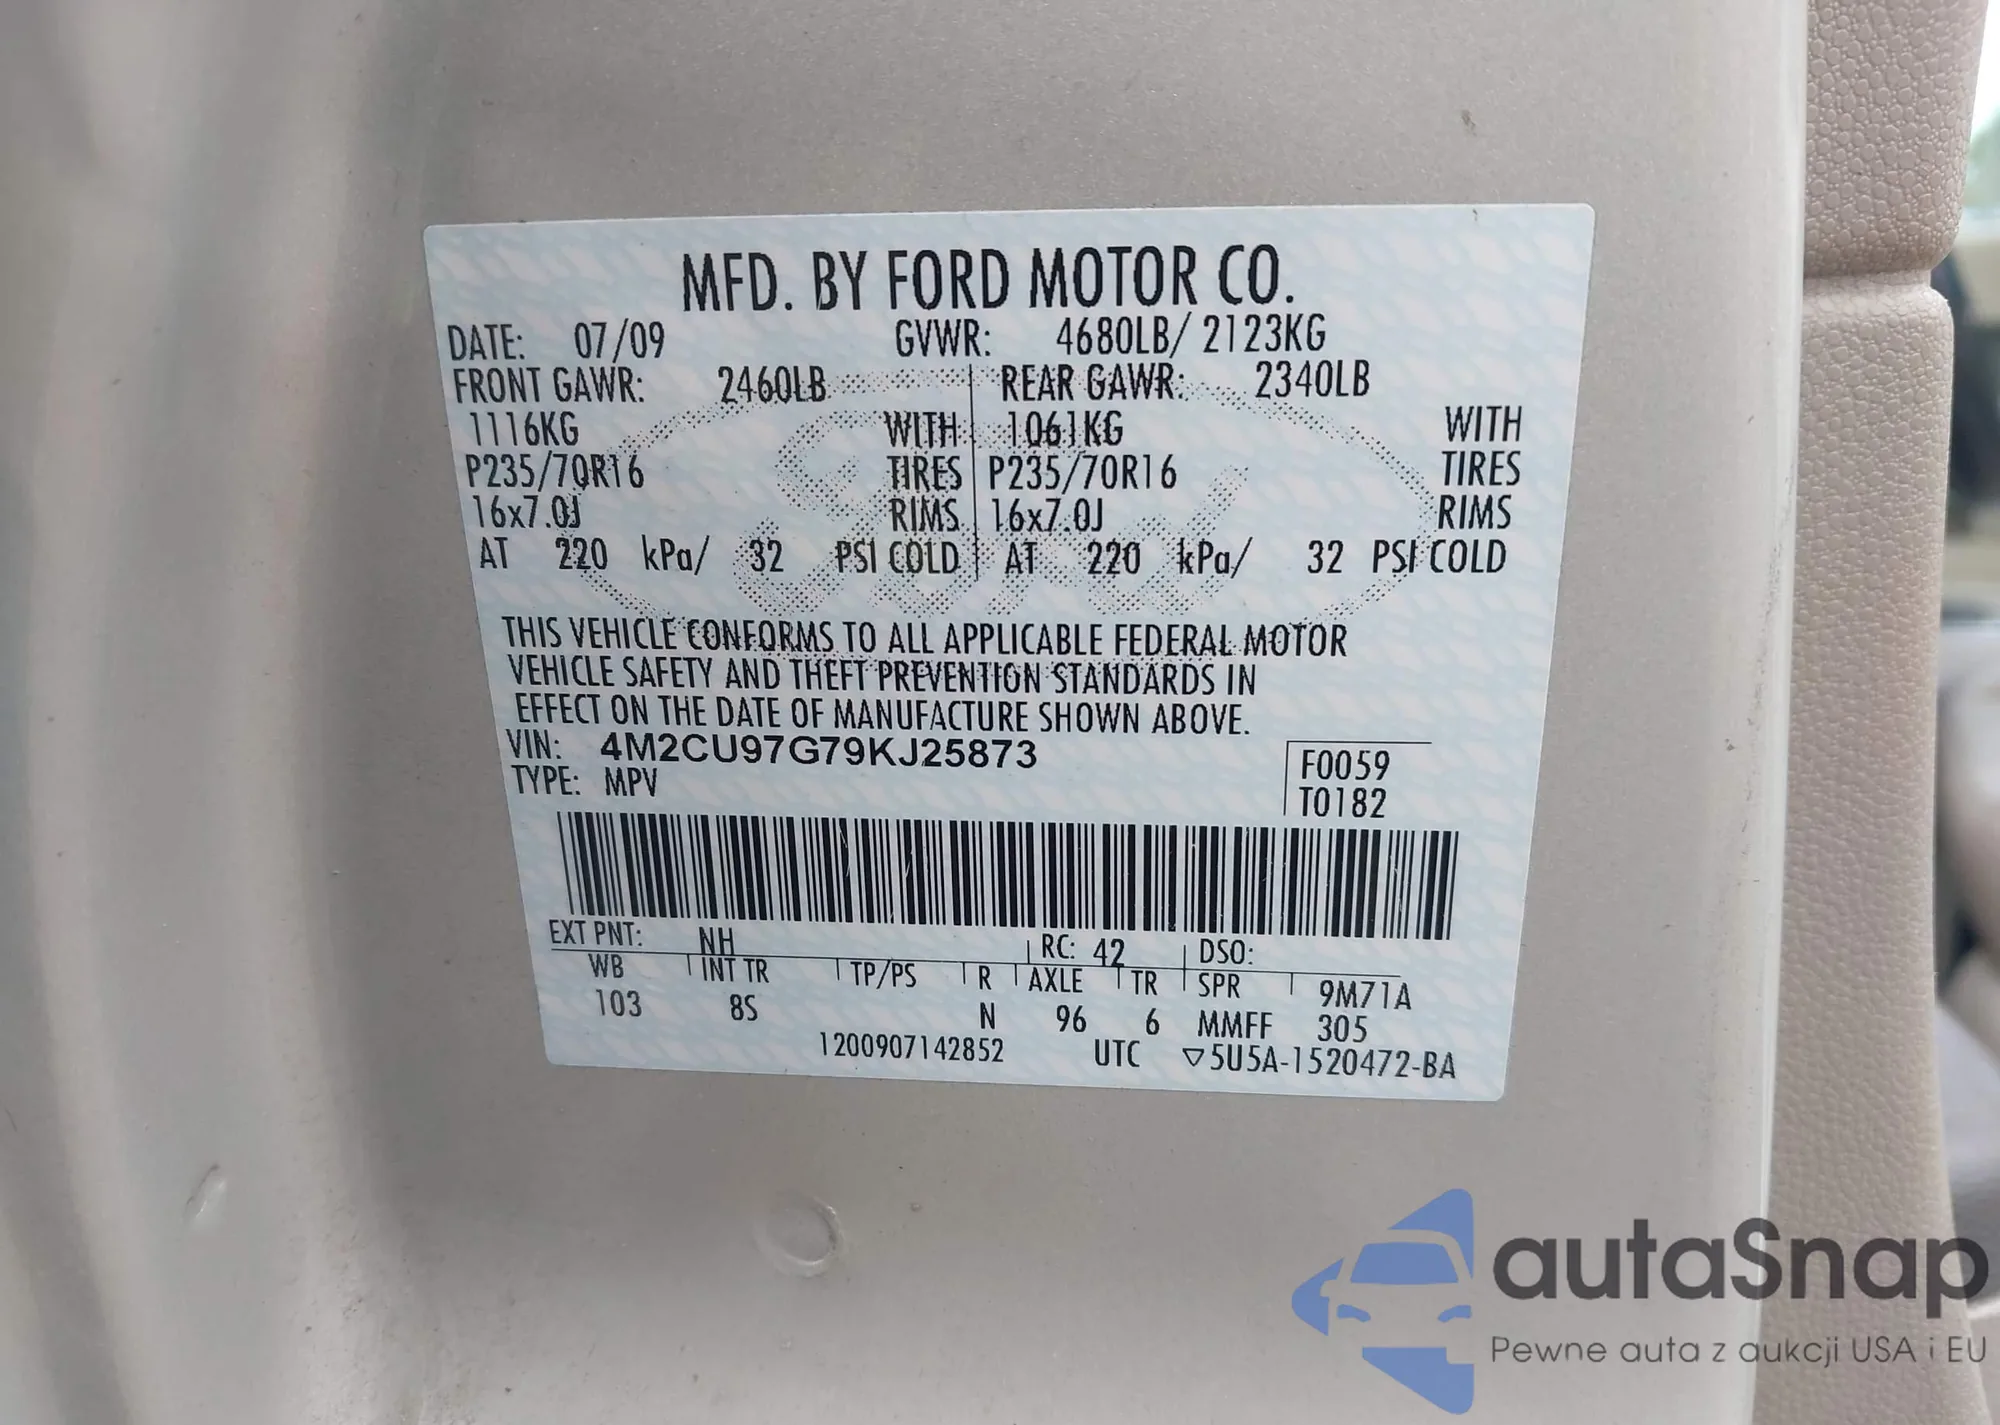 MFD. BY FORD MOTOR CO.
DATE: 07/09 GVWR: 4680LB/ 2123KG
FRONT GAWR: 2460LB REAR GAWR: 2340LB
1116KG WITH 1061KG WITH
P235/70R16 TIRES P235/70R16 TIRES
16x7.0J RIMS 16x7.0J RIMS
AT 220 kPa/ 32 PSI COLD AT 220 kPa/ 32 PSI COLD
THIS VEHICLE CONFORMS TO ALL APPLICABLE FEDERAL MOTOR
VEHICLE SAFETY AND THEFT PREVENTION STANDARDS IN
EFFECT ON THE DATE OF MANUFACTURE SHOWN ABOVE.
VIN: 4M2CU97G79KJ25873 F0059
TYPE: MPV T0182
EXT PNT: NH RC: 42 DSO:
WB INT TR TP/PS R AXLE TR SPR 9M71A
103 8S N 96 6 MMFF 305
1200907142852 UTC ▽5U5A-1520472-BA
Ford
autaSnap
Pewne auta z aukcji USA i EU